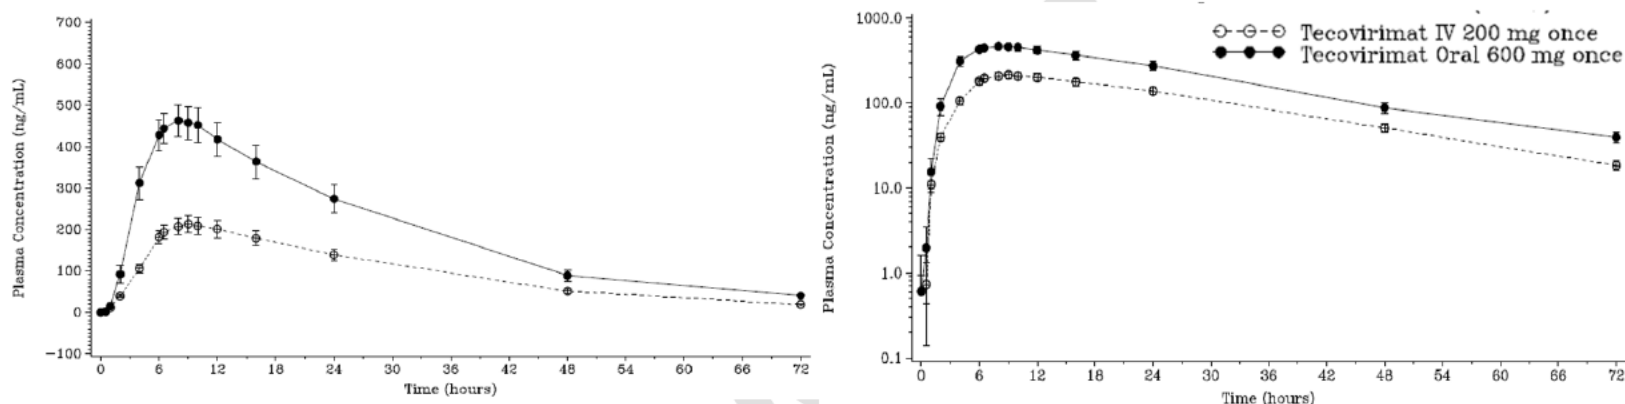 700
600
500
400
300
200
100
0
−100
Plasma Concentration (ng/mL)
0 6 12 18 24 30 36 42 48 54 60 66 72
Time (hours)
1000.0
100.0
10.0
1.0
0.1
Plasma Concentration (ng/mL)
Tecovirimat IV 200 mg once
Tecovirimat Oral 600 mg once
0 6 12 18 24 30 36 42 48 54 60 66 72
Time (hours)